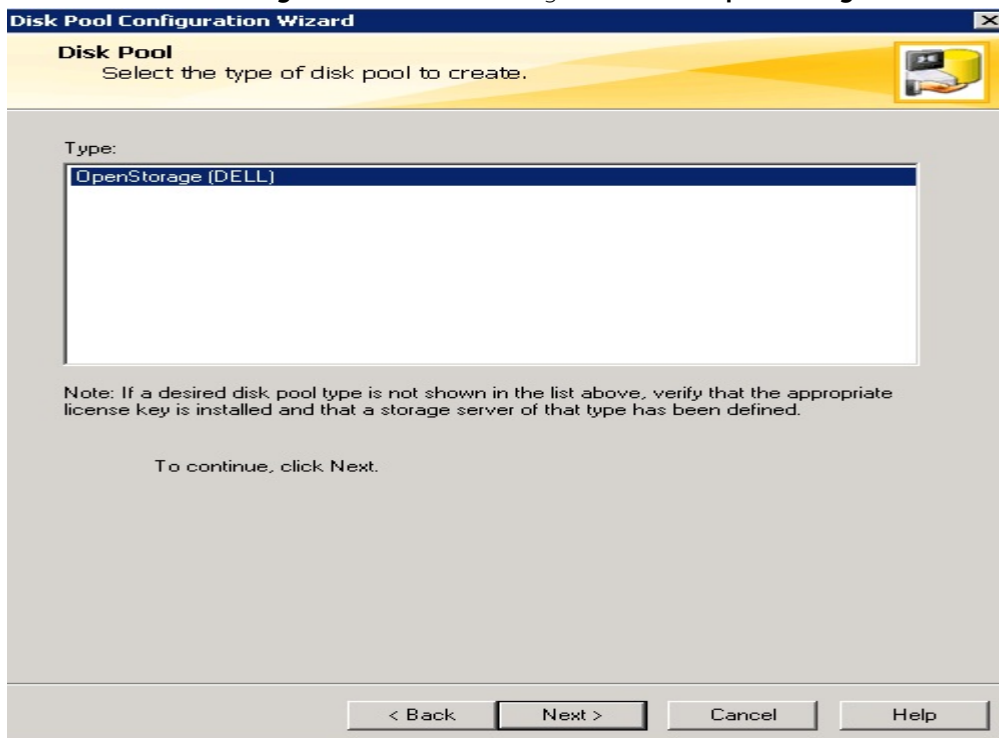 Disk Pool Configuration Wizard
Disk Pool
Select the type of disk pool to create.
Type:
OpenStorage (DELL)
Note: If a desired disk pool type is not shown in the list above, verify that the appropriate
license key is installed and that a storage server of that type has been defined.
To continue, click Next.
< Back
Next >
Cancel
Help